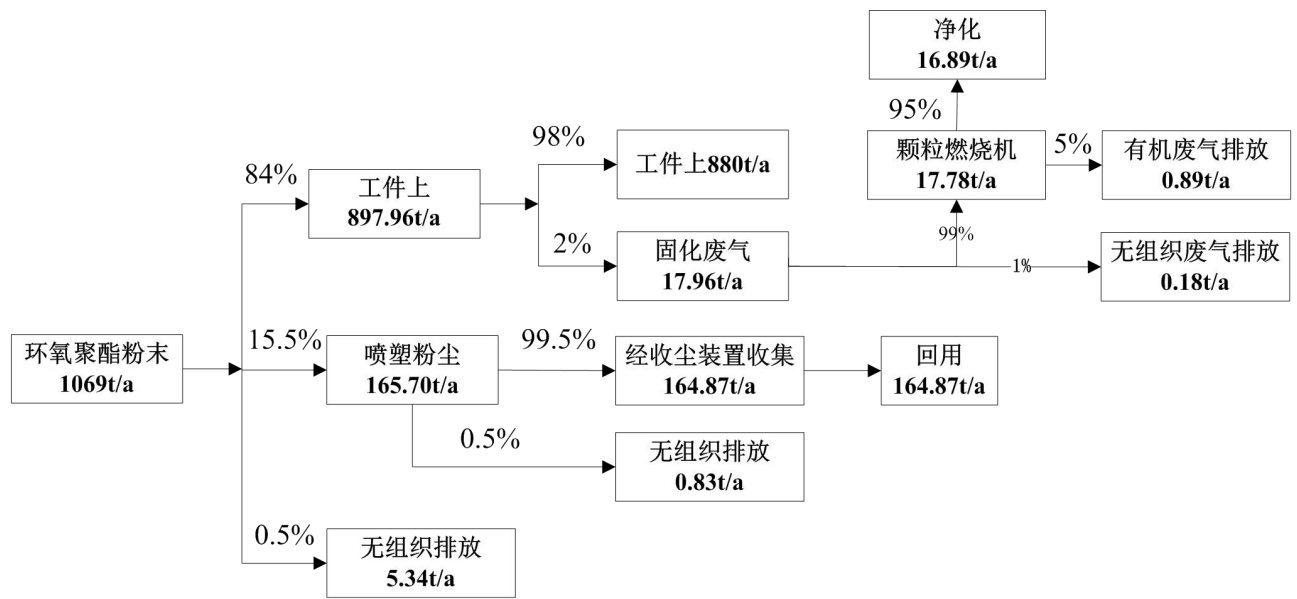 净化
16.89t/a
95%
颗粒燃烧机
17.78t/a
5%
有机废气排放
0.89t/a
98%
工件上880t/a
84%
工件上
897.96t/a
2%
固化废气
17.96t/a
99%
1%
无组织废气排放
0.18t/a
环氧聚酯粉末
1069t/a
15.5%
喷塑粉尘
165.70t/a
99.5%
经收尘装置收集
164.87t/a
回用
164.87t/a
0.5%
无组织排放
0.83t/a
0.5%
无组织排放
5.34t/a